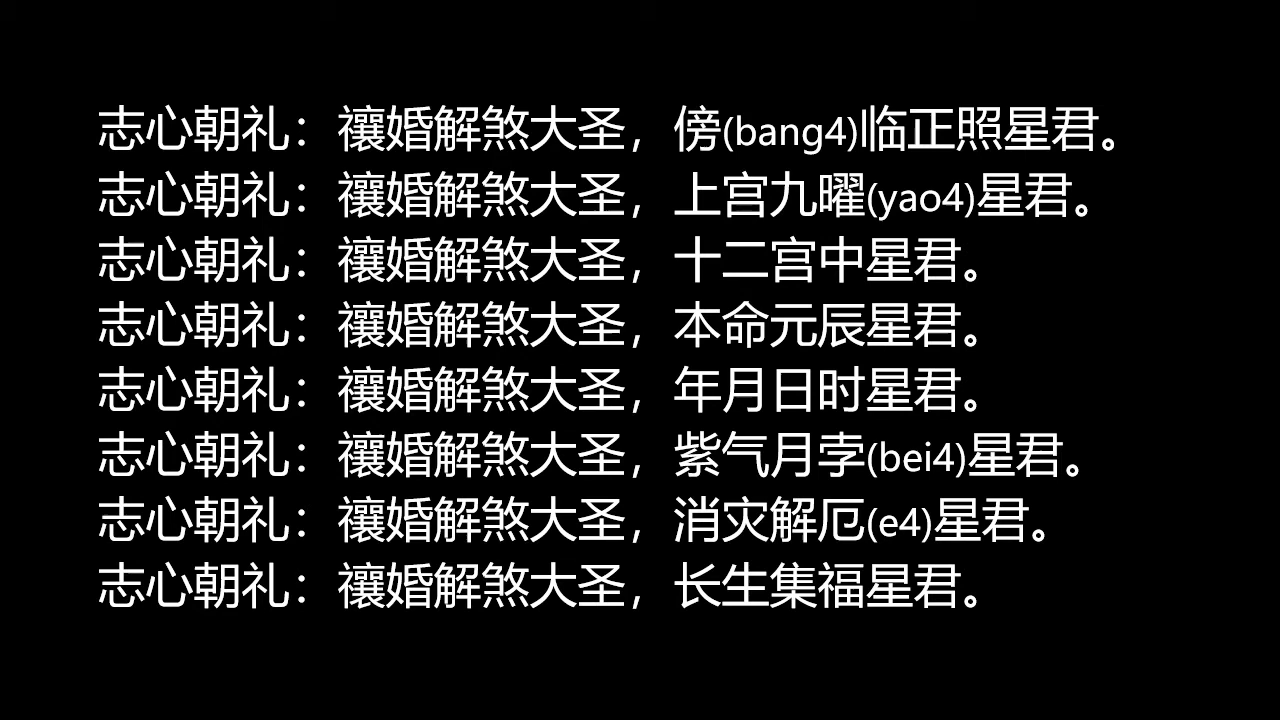 志心朝礼：禳婚解煞大圣，傍(bang4)临正照星君。
志心朝礼：禳婚解煞大圣，上宫九曜(yao4)星君。
志心朝礼：禳婚解煞大圣，十二宫中星君。
志心朝礼：禳婚解煞大圣，本命元辰星君。
志心朝礼：禳婚解煞大圣，年月日时星君。
志心朝礼：禳婚解煞大圣，紫气月孛(bei4)星君。
志心朝礼：禳婚解煞大圣，消灾解厄(e4)星君。
志心朝礼：禳婚解煞大圣，长生集福星君。